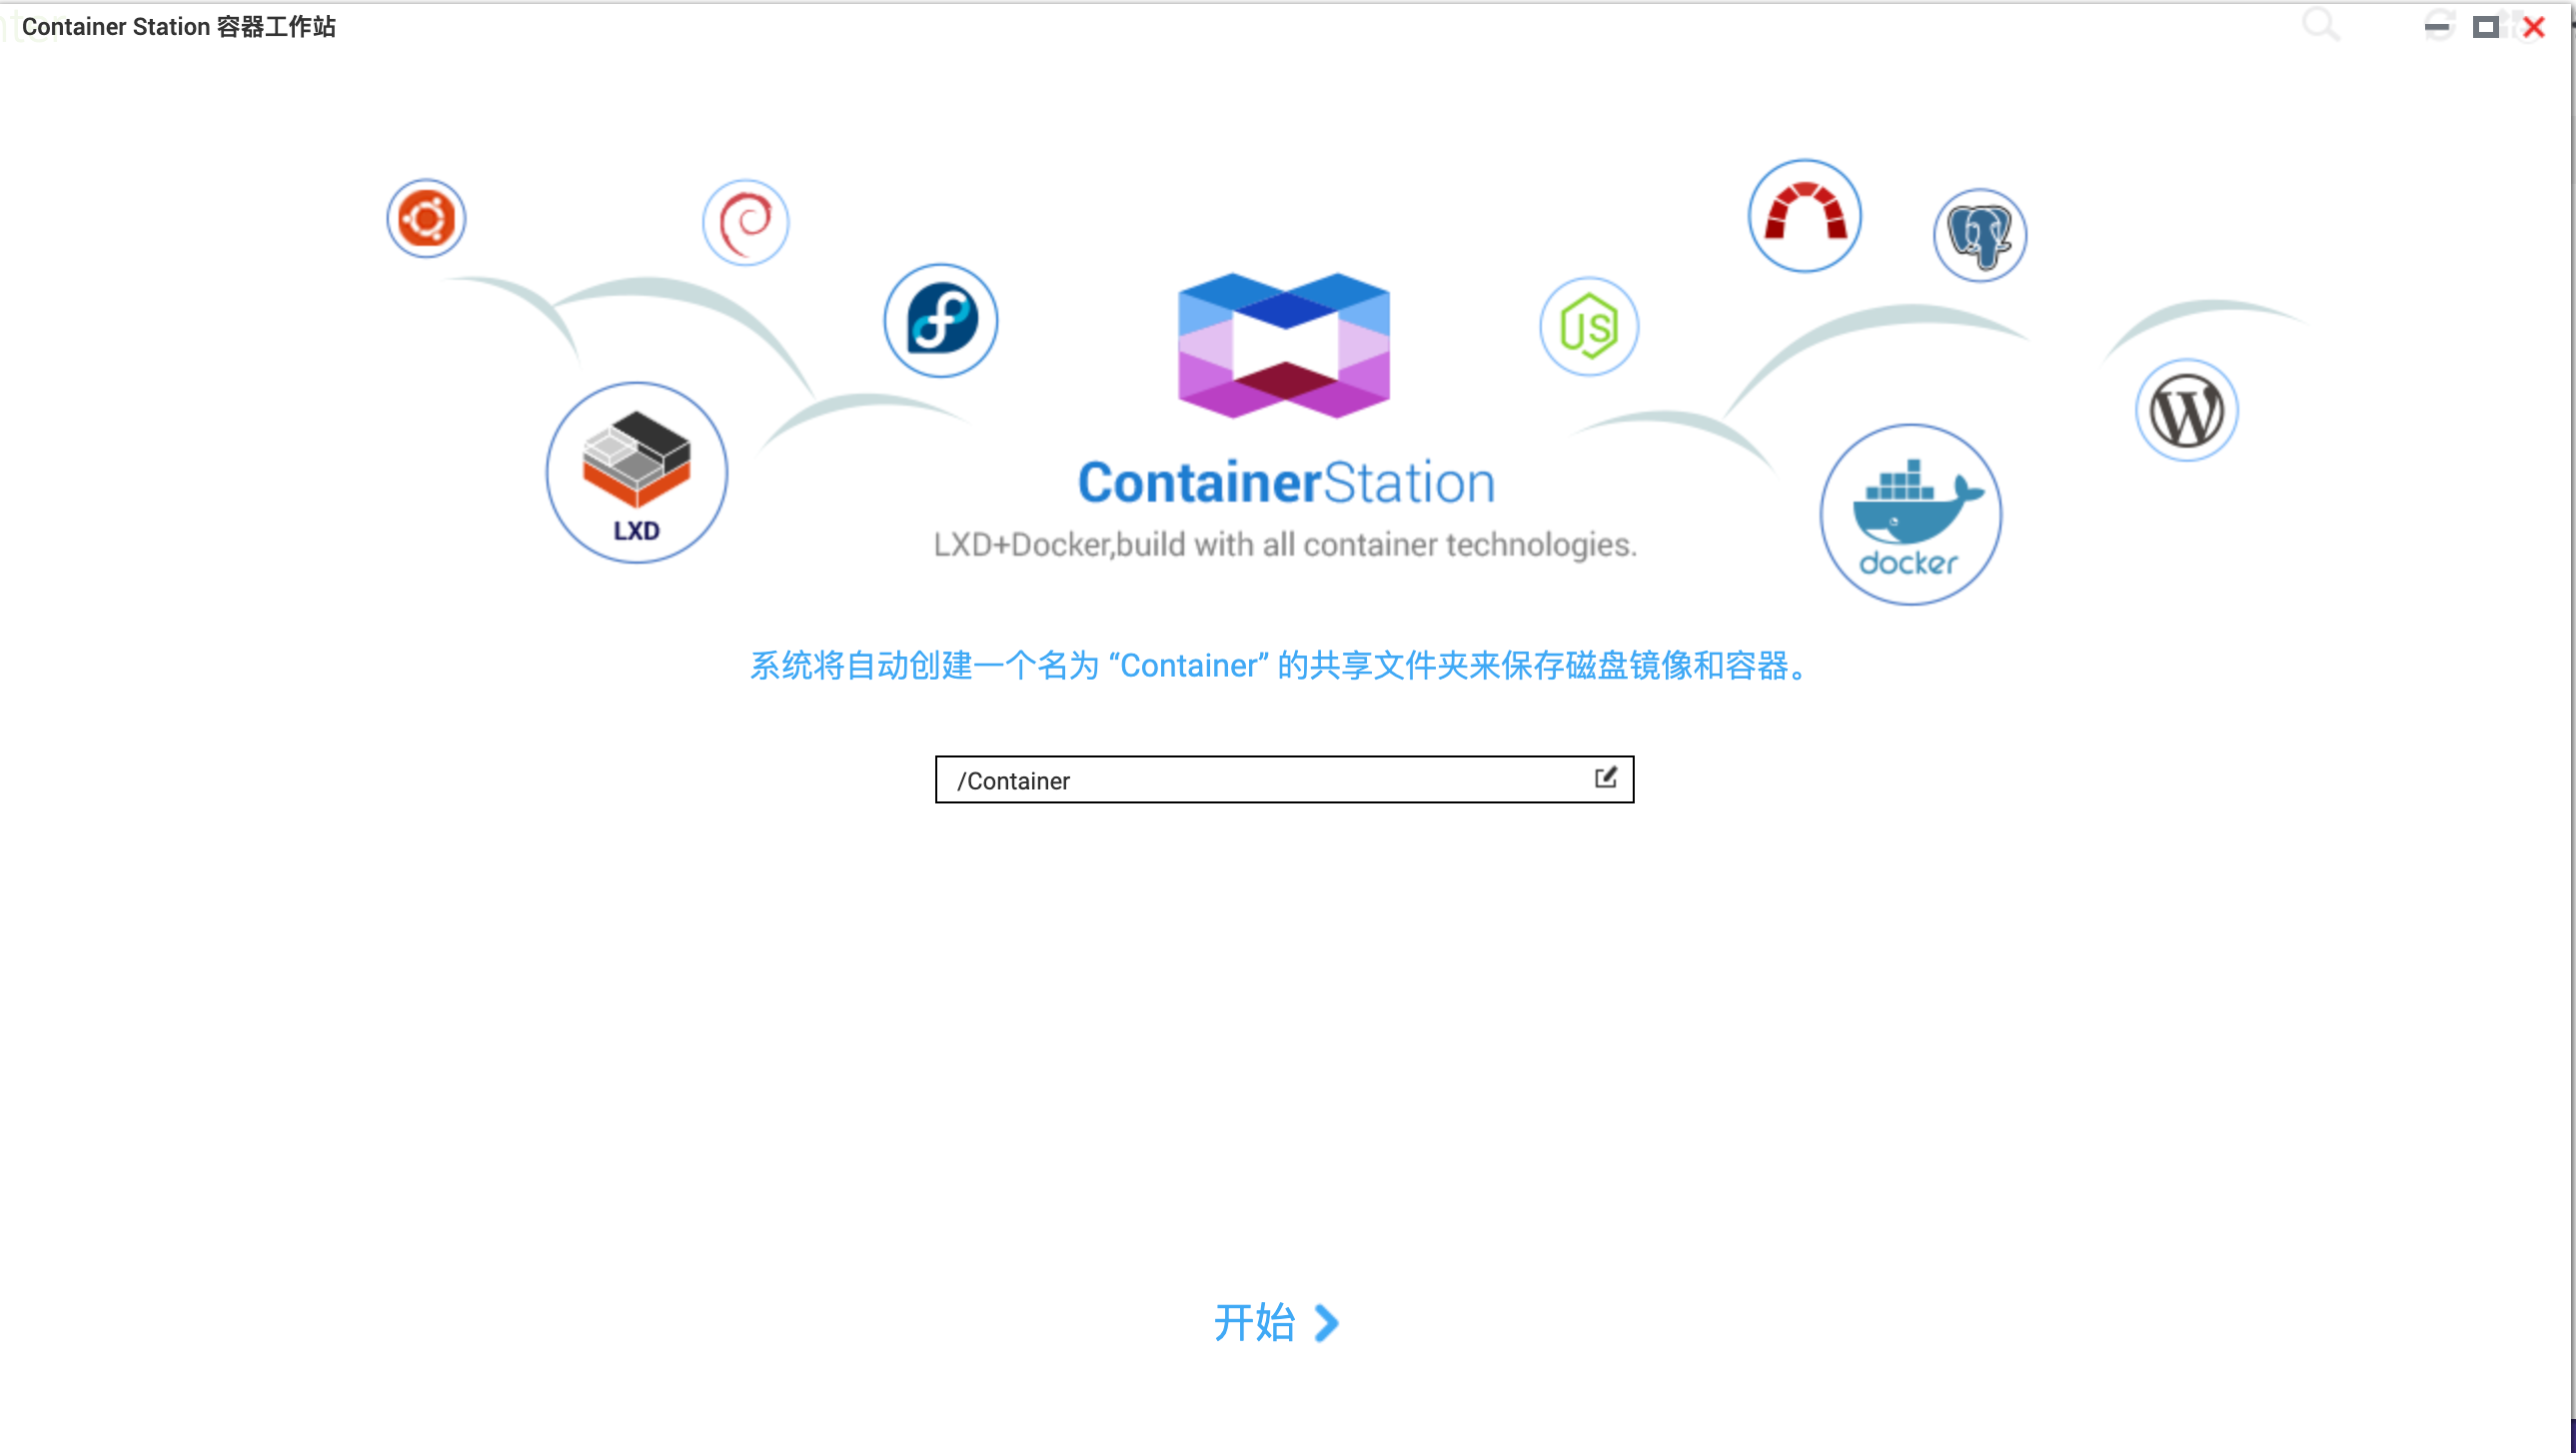 Container Station 容器工作站
JS
LXD
docker
ContainerStation
LXD+Docker,build with all container technologies.
系统将自动创建一个名为 “Container” 的共享文件夹来保存磁盘镜像和容器。
/Container
开始